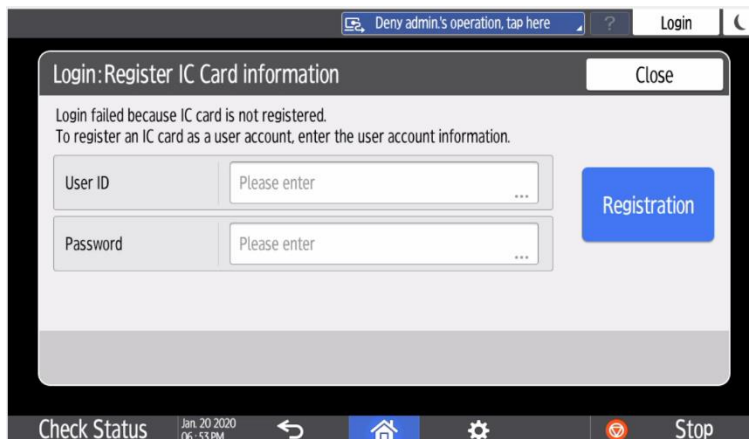 Deny admin.'s operation, tap here
?
Login
Login:Register IC Card information
Close
Login failed because IC card is not registered.
To register an IC card as a user account, enter the user account information.
User ID
Please enter
...
Registration
Password
Please enter
...
Check Status
Jan. 20 2020
06:53 PM
Stop